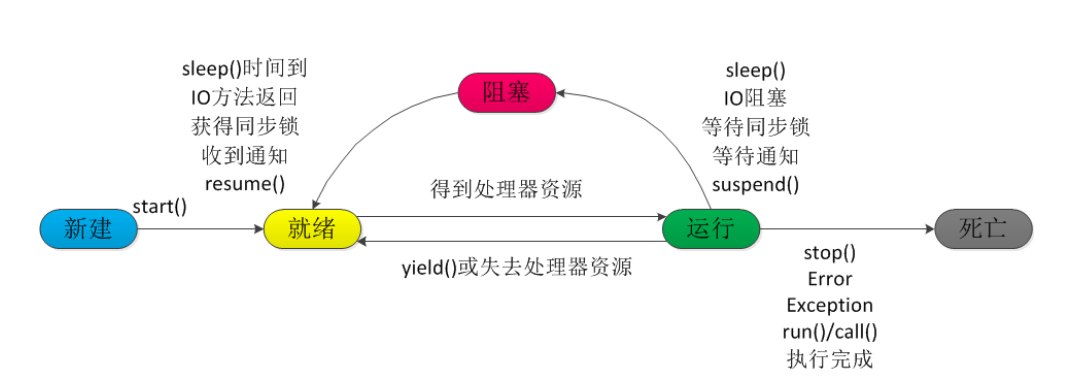 sleep()时间到
IO方法返回
获得同步锁
收到通知
resume()
阻塞
sleep()
IO阻塞
等待同步锁
等待通知
suspend()
新建
start()
就绪
得到处理器资源
yield()或失去处理器资源
运行
死亡
stop()
Error
Exception
run()/call()
执行完成